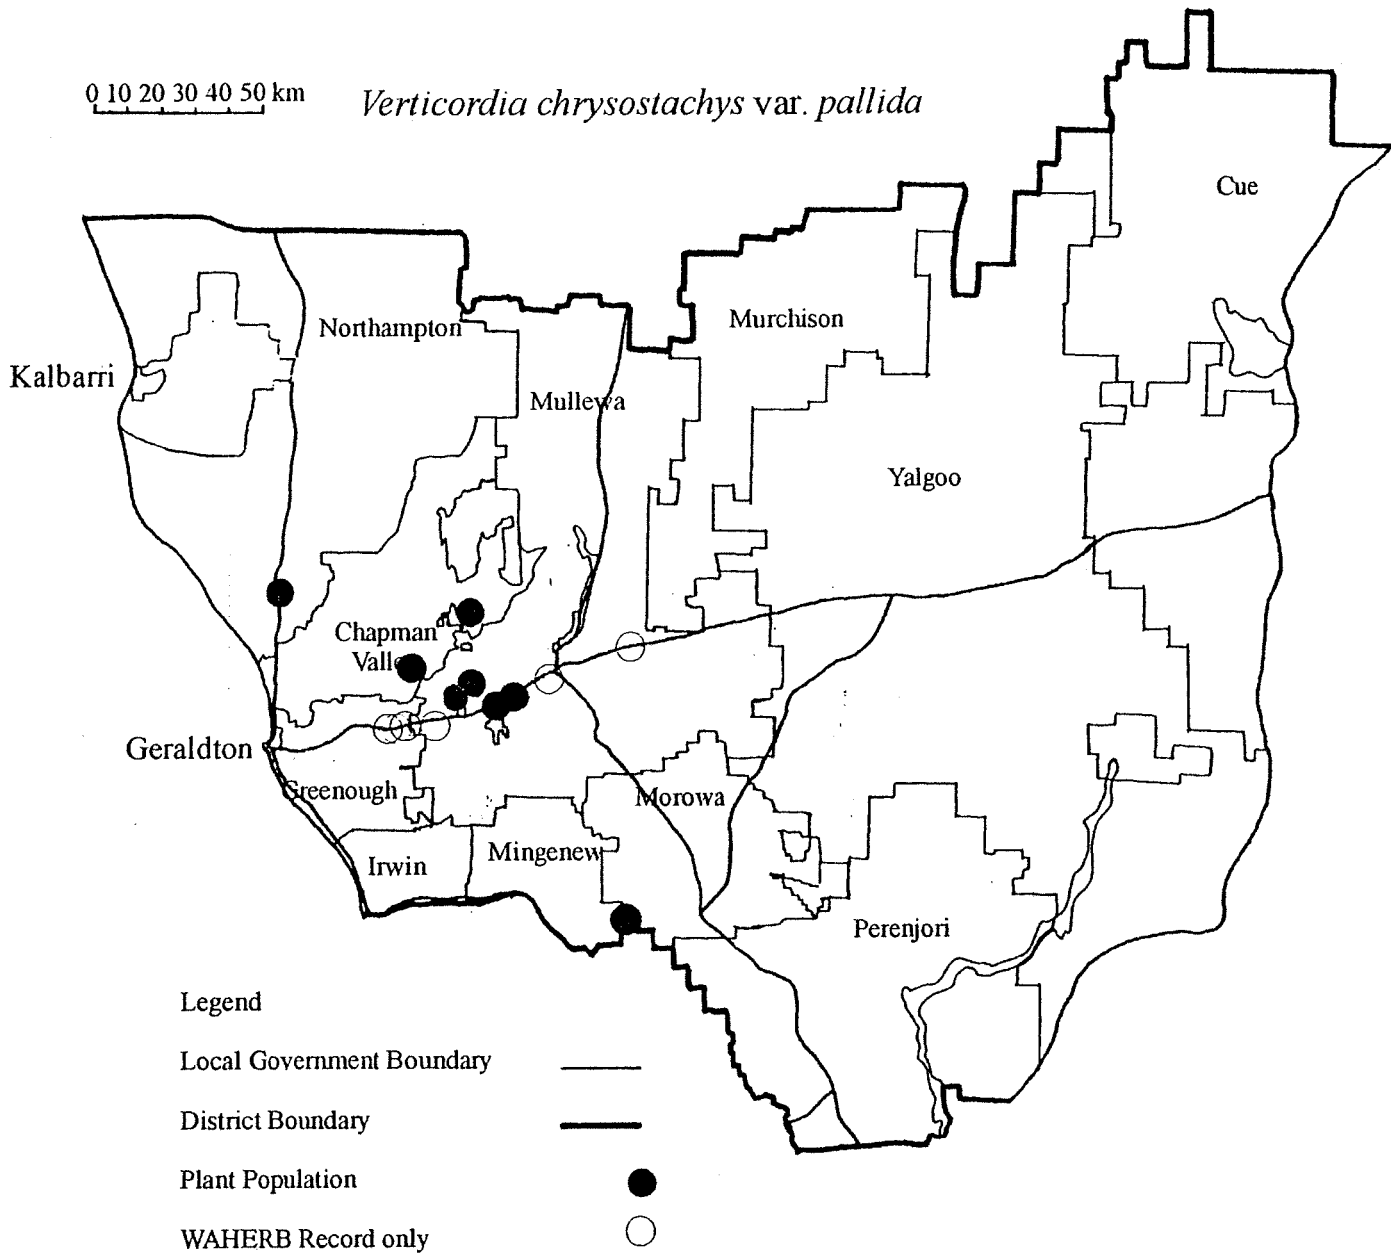 0 10 20 30 40 50 km
Verticordia chrysostachys var. pallida
Cue
Northampton
Murchison
Kalbarri
Mullewa
Yalgoo
Chapman
Valle
Geraldton
Greenough
Morowa
Irwin
Mingenew
Perenjori
Legend
Local Government Boundary
District Boundary
Plant Population
WAHERB Record only